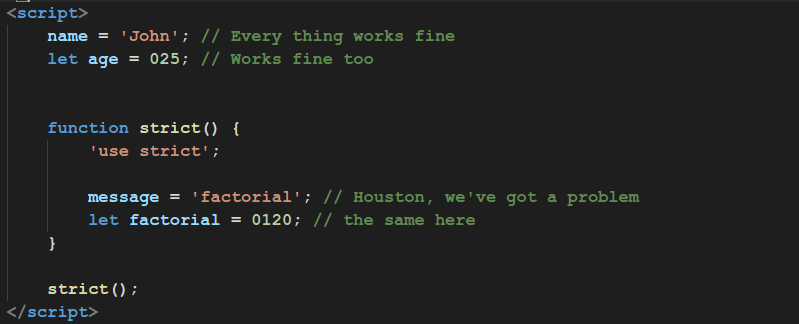 <script>
name = 'John'; // Every thing works fine
let age = 025; // Works fine too
function strict() {
'use strict';
message = 'factorial'; // Houston, we've got a problem
let factorial = 0120; // the same here
}
strict();
</script>